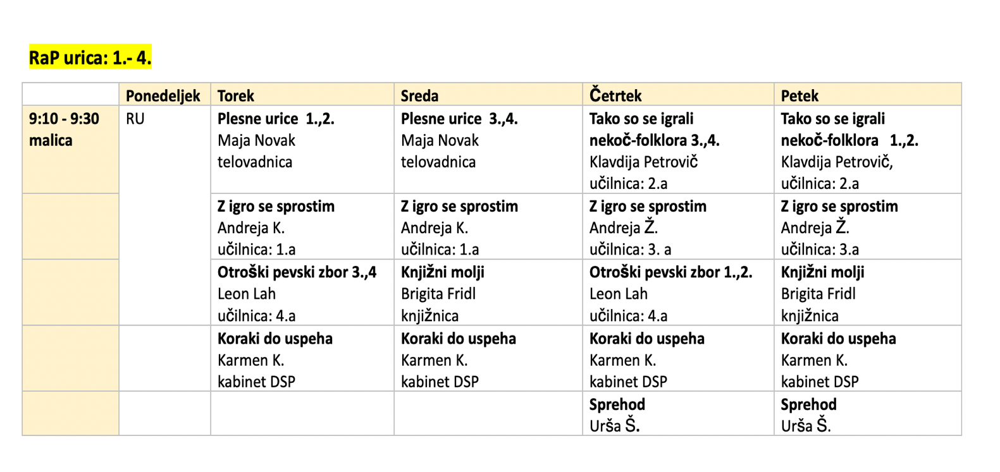 RaP urica: 1.- 4.
Ponedeljek Torek Sreda Četrtek Petek
9:10 - 9:30
malica
RU
Plesne urice 1.,2.
Maja Novak
telovadnica
Plesne urice 3.,4.
Maja Novak
telovadnica
Tako so se igrali
nekoč-folklora 3.,4.
Klavdija Petrovič
učilnica: 2.a
Tako so se igrali
nekoč-folklora 1.,2.
Klavdija Petrovič,
učilnica: 2.a
Z igro se sprostim
Andreja K.
učilnica: 1.a
Z igro se sprostim
Andreja K.
učilnica: 1.a
Z igro se sprostim
Andreja Ž.
učilnica: 3. a
Z igro se sprostim
Andreja Ž.
učilnica: 3.a
Otroški pevski zbor 3.,4
Leon Lah
učilnica: 4.a
Knjižni molji
Brigita Fridl
knjižnica
Otroški pevski zbor 1.,2.
Leon Lah
učilnica: 4.a
Knjižni molji
Brigita Fridl
knjižnica
Koraki do uspeha
Karmen K.
kabinet DSP
Koraki do uspeha
Karmen K.
kabinet DSP
Koraki do uspeha
Karmen K.
kabinet DSP
Koraki do uspeha
Karmen K.
kabinet DSP
Sprehod
Urša Š.
Sprehod
Urša Š.